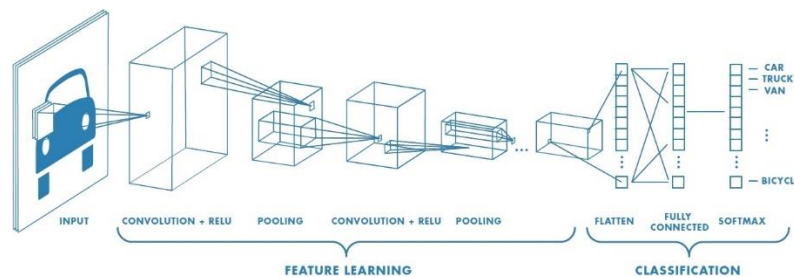 CAR
TRUCK
VAN
BICYCL
INPUT
CONVOLUTION + RELU
POOLING
CONVOLUTION + RELU
POOLING
FLATTEN
FULLY
CONNECTED
SOFTMAX
FEATURE LEARNING
CLASSIFICATION